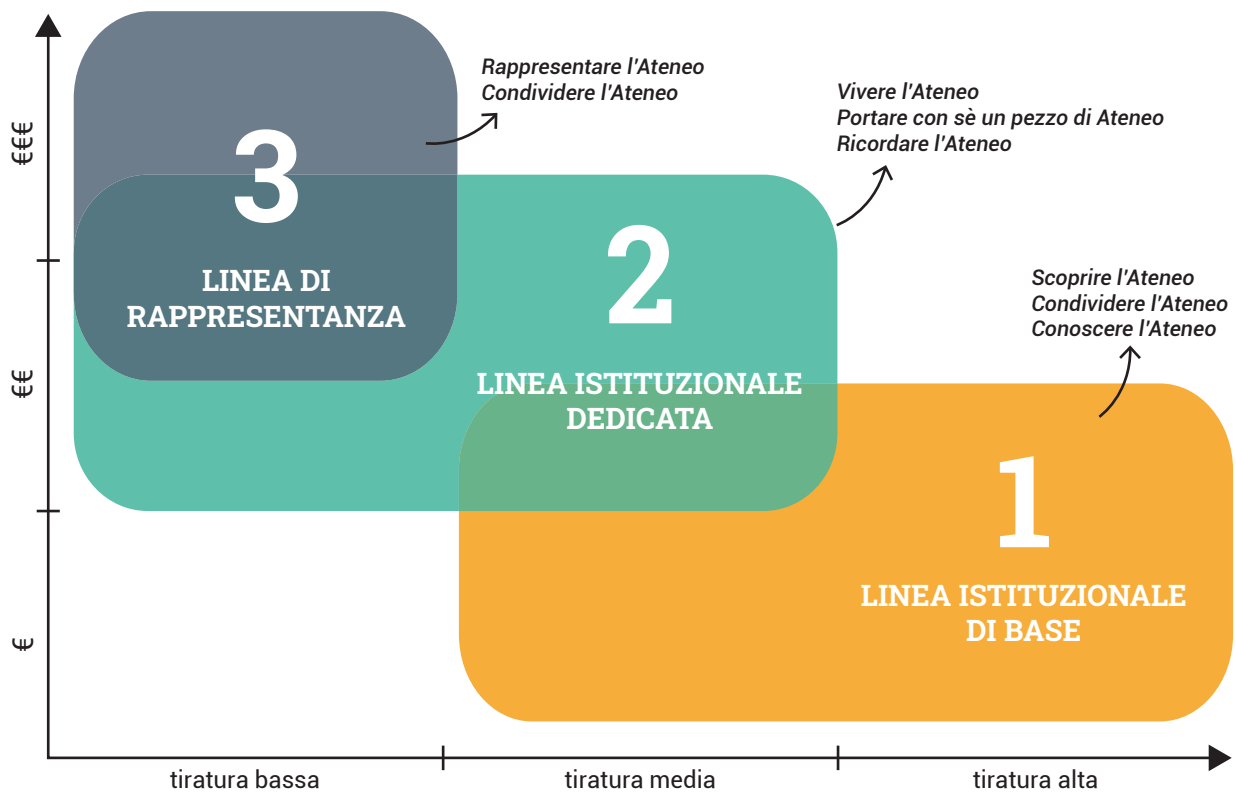 €€€
€€
€
3
LINEA DI
RAPPRESENTANZA
Rappresentare l'Ateneo
Condividere l'Ateneo
2
LINEA ISTITUZIONALE
DEDICATA
Vivere l'Ateneo
Portare con sè un pezzo di Ateneo
Ricordare l'Ateneo
1
LINEA ISTITUZIONALE
DI BASE
Scoprire l'Ateneo
Condividere l'Ateneo
Conoscere l'Ateneo
tiratura bassa
tiratura media
tiratura alta